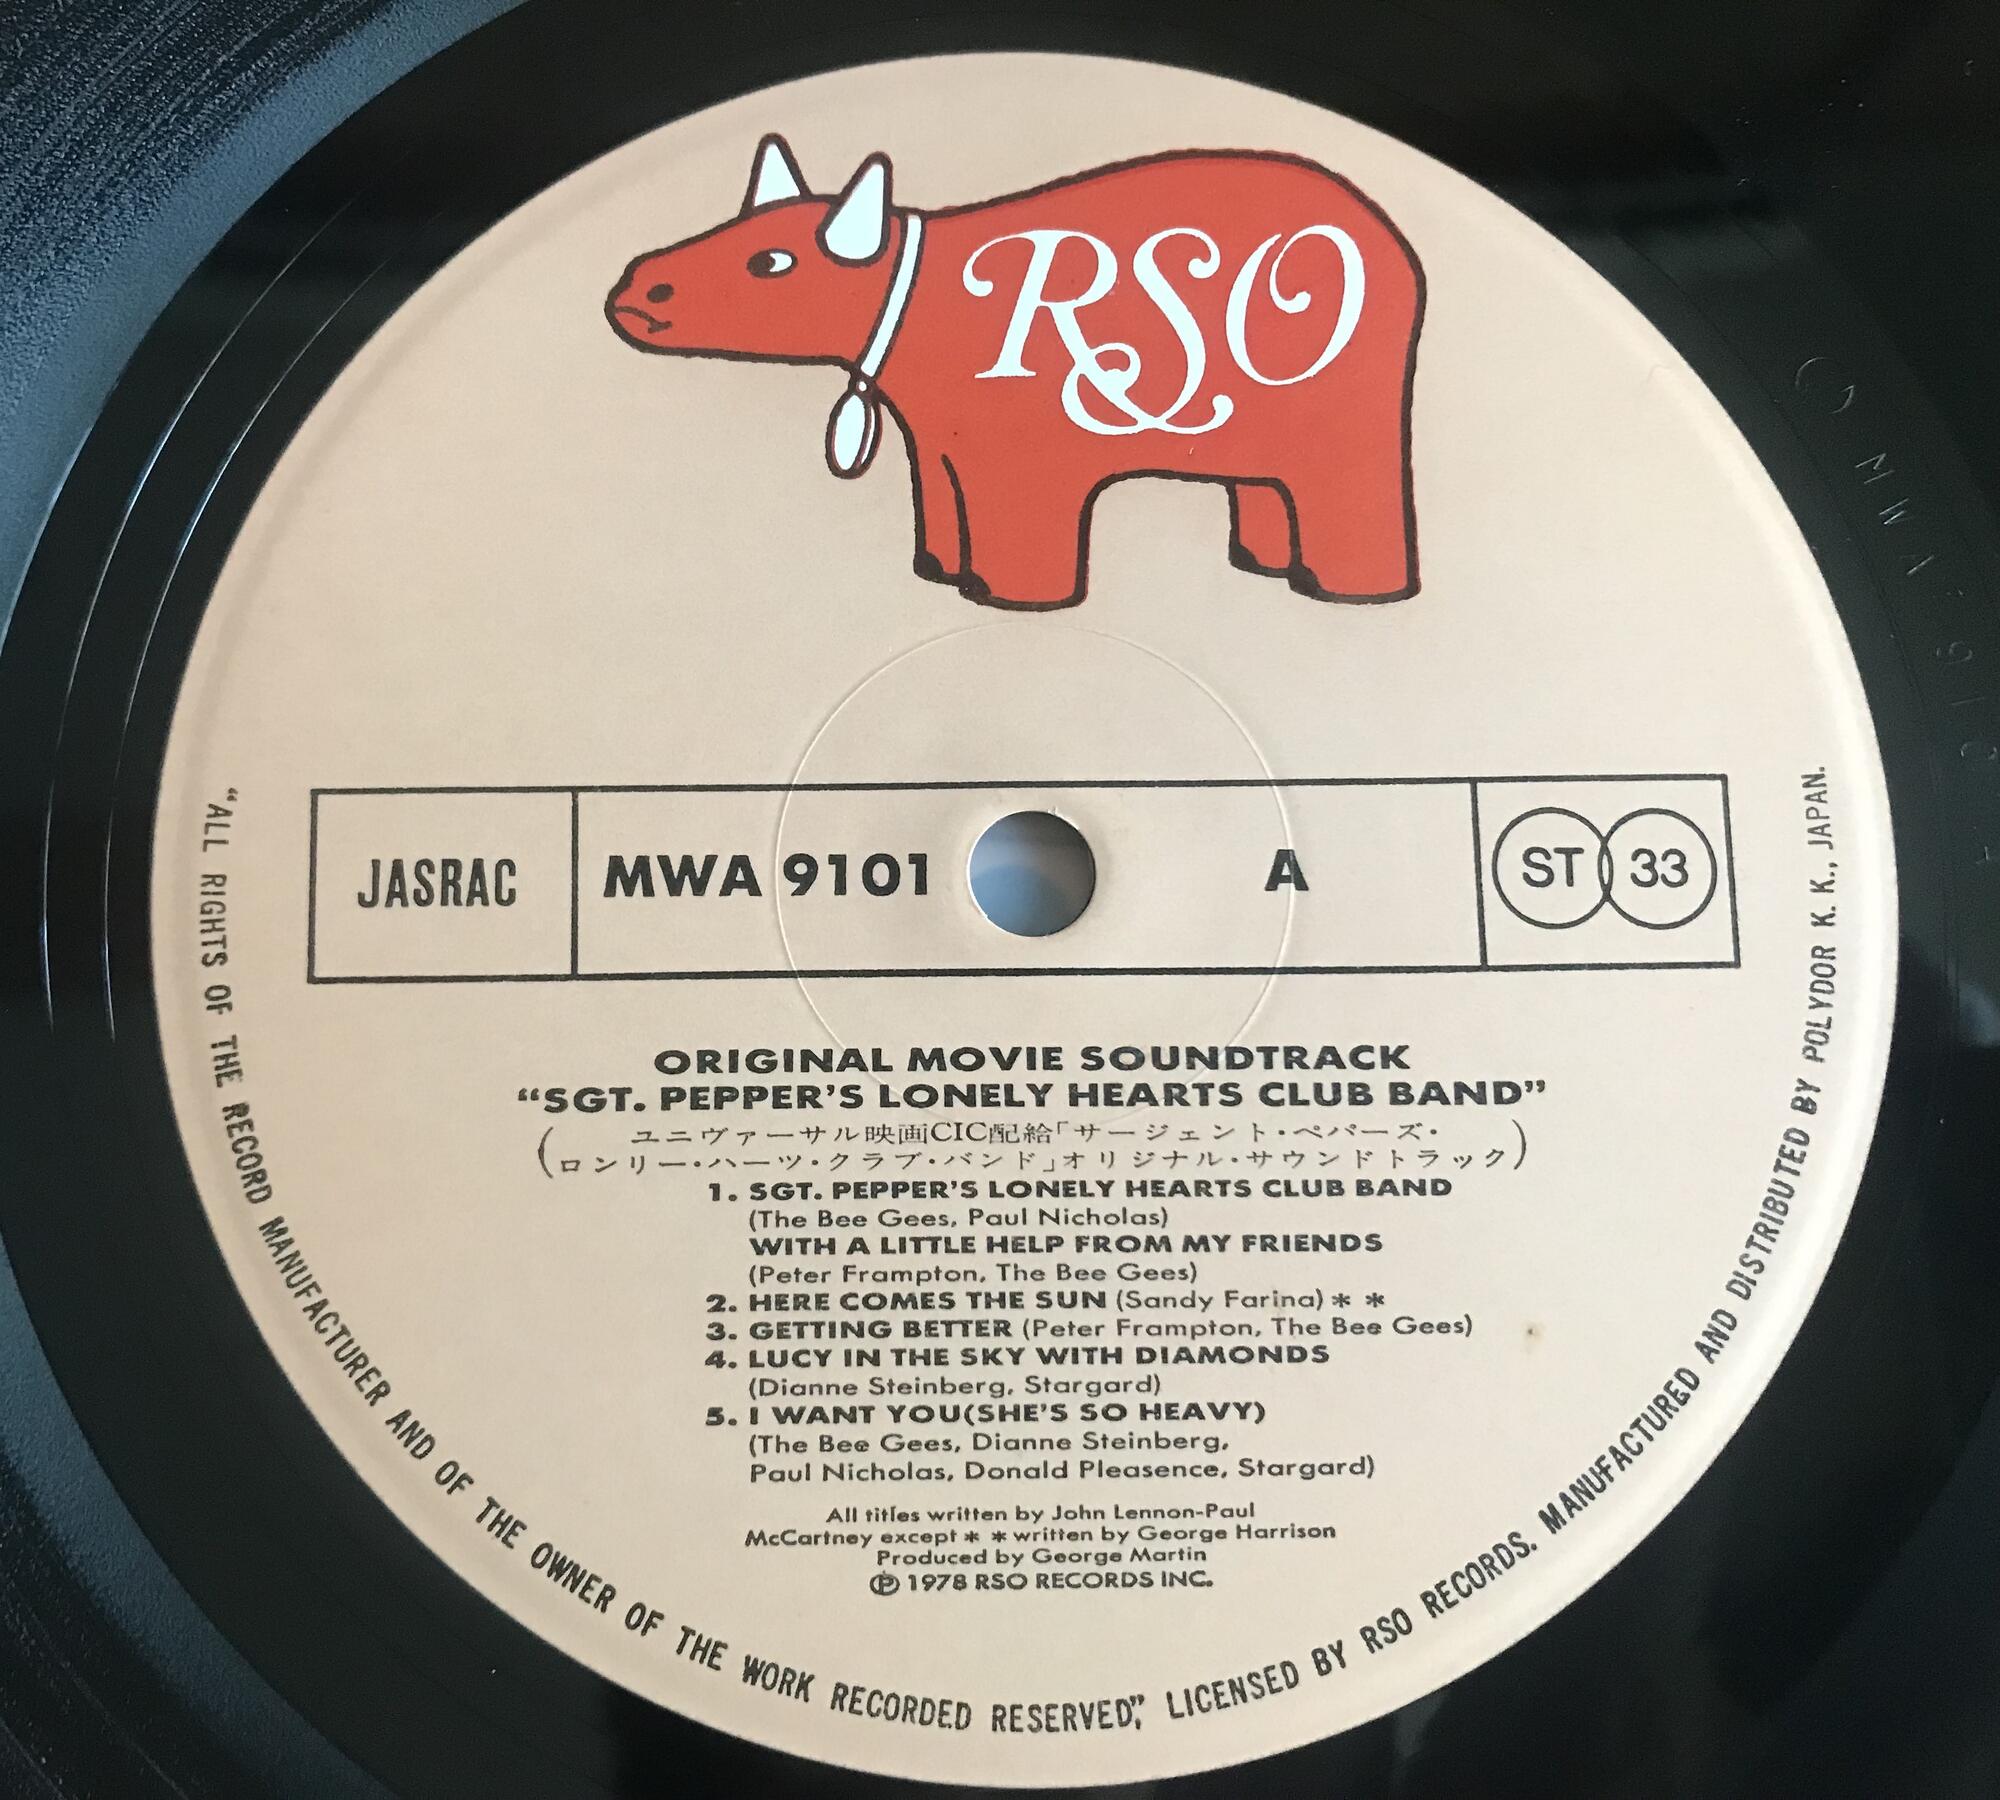 RSO
JASRAC
MWA 9101
A
ST 33
ORIGINAL MOVIE SOUNDTRACK
“SGT. PEPPER’S LONELY HEARTS CLUB BAND”
(ユニヴァーサル映画CIC配給「サージェント・ペパーズ・
ロンリー・ハーツ・クラブ・バンド」オリジナル・サウンドトラック)
1. SGT. PEPPER’S LONELY HEARTS CLUB BAND
(The Bee Gees, Paul Nicholas)
WITH A LITTLE HELP FROM MY FRIENDS
(Peter Frampton, The Bee Gees)
2. HERE COMES THE SUN (Sandy Farina) * *
3. GETTING BETTER (Peter Frampton, The Bee Gees)
4. LUCY IN THE SKY WITH DIAMONDS
(Dianne Steinberg, Stargard)
5. I WANT YOU(SHE’S SO HEAVY)
(The Bee Gees, Dianne Steinberg,
Paul Nicholas, Donald Pleasence, Stargard)
All titles written by John Lennon-Paul
McCartney except * * written by George Harrison
Produced by George Martin
℗ 1978 RSO RECORDS INC.
“ALL RIGHTS OF THE RECORD MANUFACTURER AND OF THE OWNER OF THE WORK RECORDED RESERVED,” LICENSED BY RSO RECORDS. MANUFACTURED AND DISTRIBUTED BY POLYDOR K. K., JAPAN.